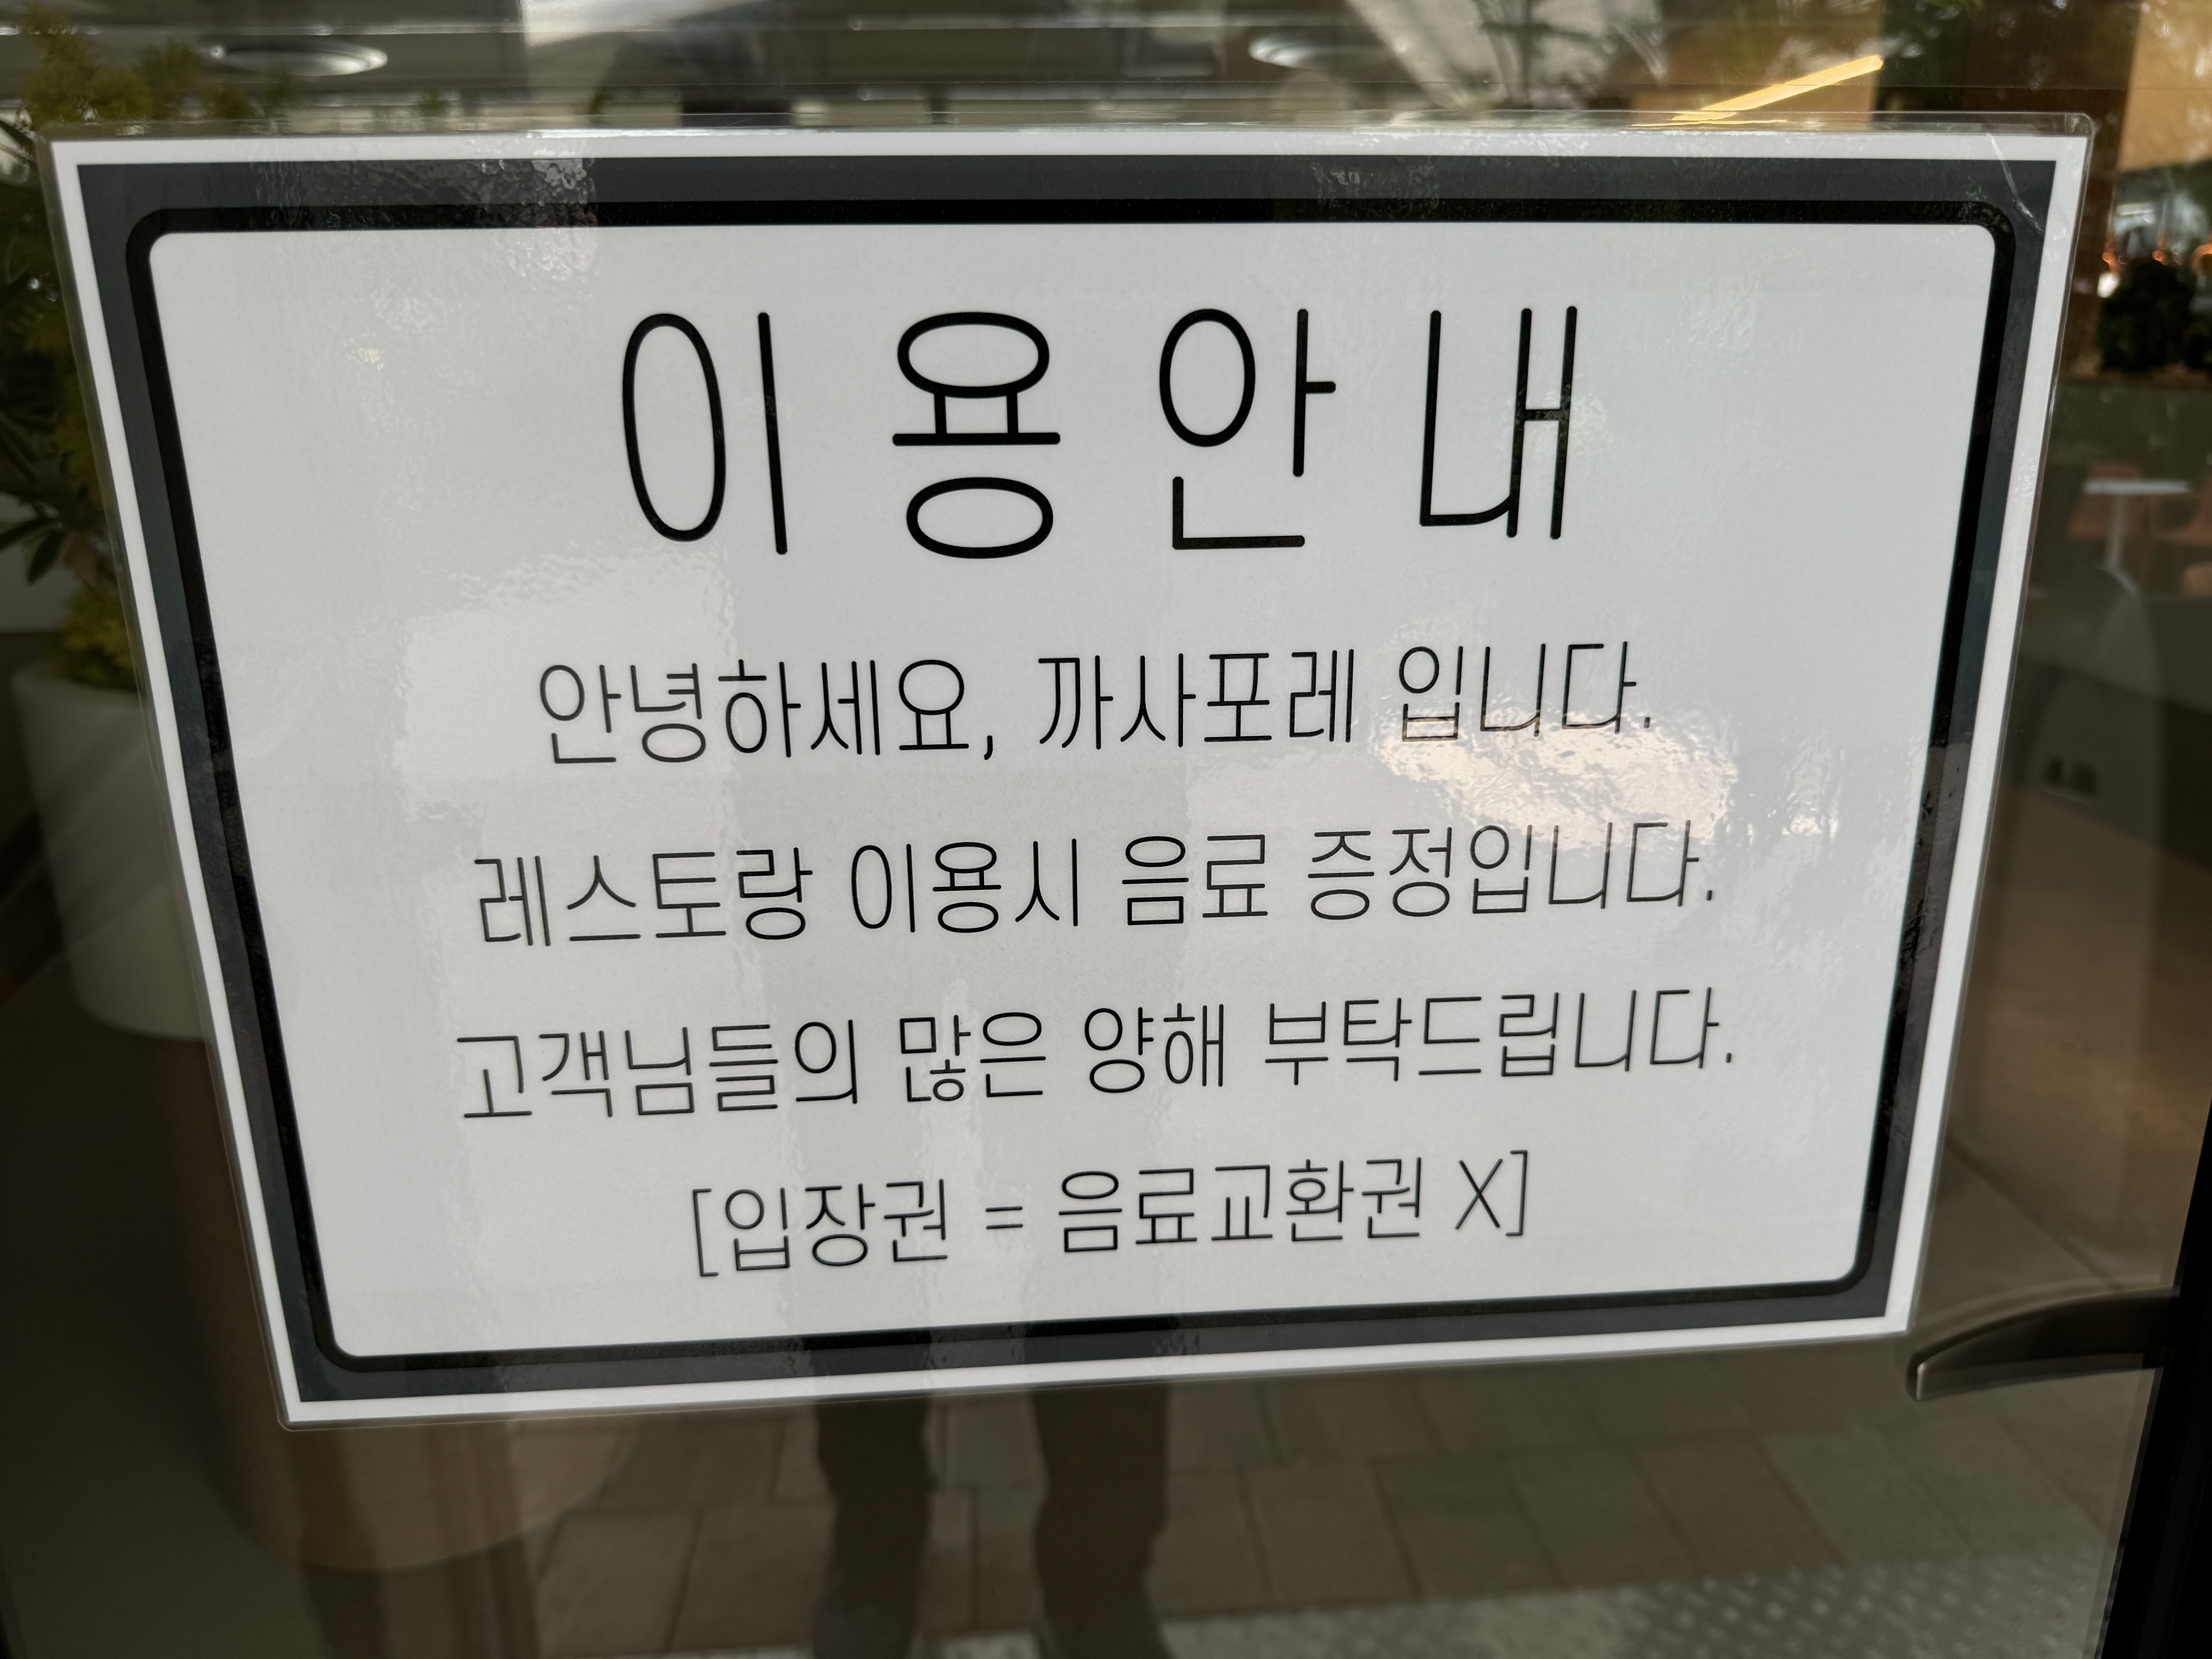 이용안내
안녕하세요, 까사포레 입니다.
레스토랑 이용시 음료 증정입니다.
고객님들의 많은 양해 부탁드립니다.
[입장권 = 음료교환권 X]